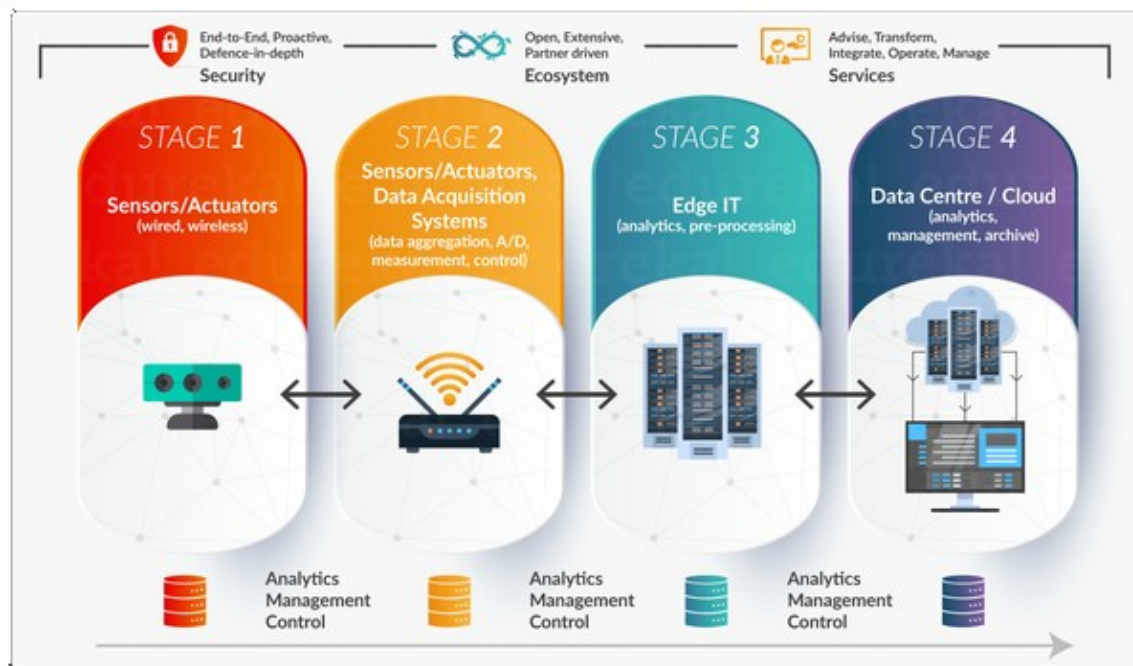 End-to-End, Proactive,
Defence-in-depth
Security
Open, Extensive,
Partner driven
Ecosystem
Advise, Transform,
Integrate, Operate, Manage
Services
STAGE 1
Sensors/Actuators
(wired, wireless)
STAGE 2
Sensors/Actuators,
Data Acquisition
Systems
(data aggregation, A/D,
measurement, control)
STAGE 3
Edge IT
(analytics, pre-processing)
STAGE 4
Data Centre / Cloud
(analytics,
management, archive)
Analytics
Management
Control
Analytics
Management
Control
Analytics
Management
Control